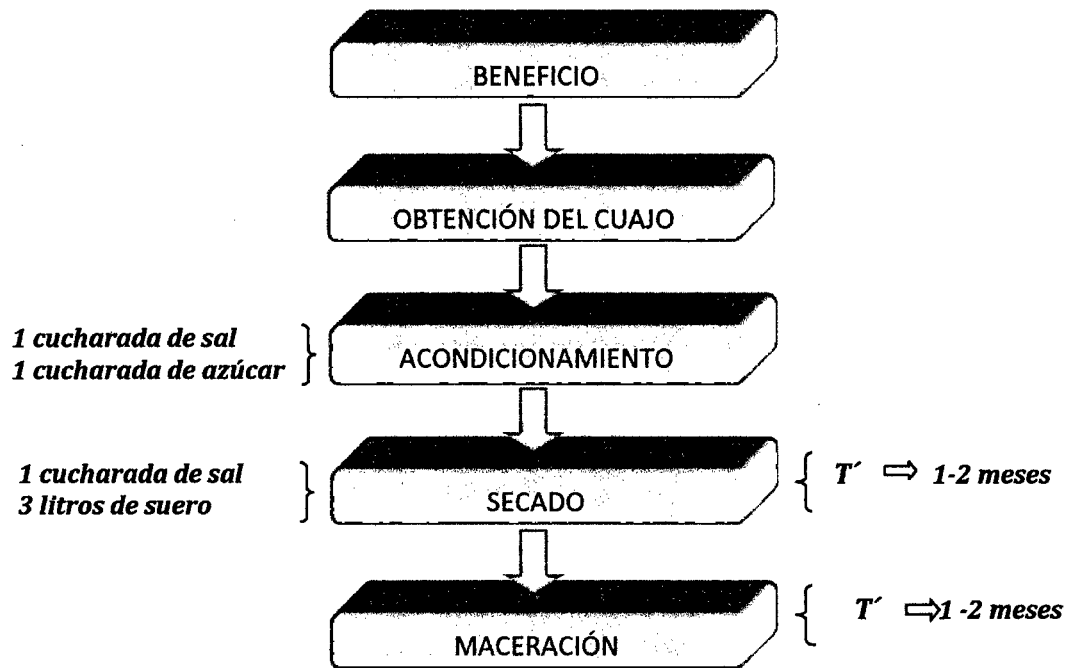 BENEFICIO
OBTENCIÓN DEL CUAJO
1 cucharada de sal
1 cucharada de azúcar
ACONDICIONAMIENTO
1 cucharada de sal
3 litros de suero
SECADO
T´ ⇨ 1-2 meses
MACERACIÓN
T´ ⇨1 -2 meses